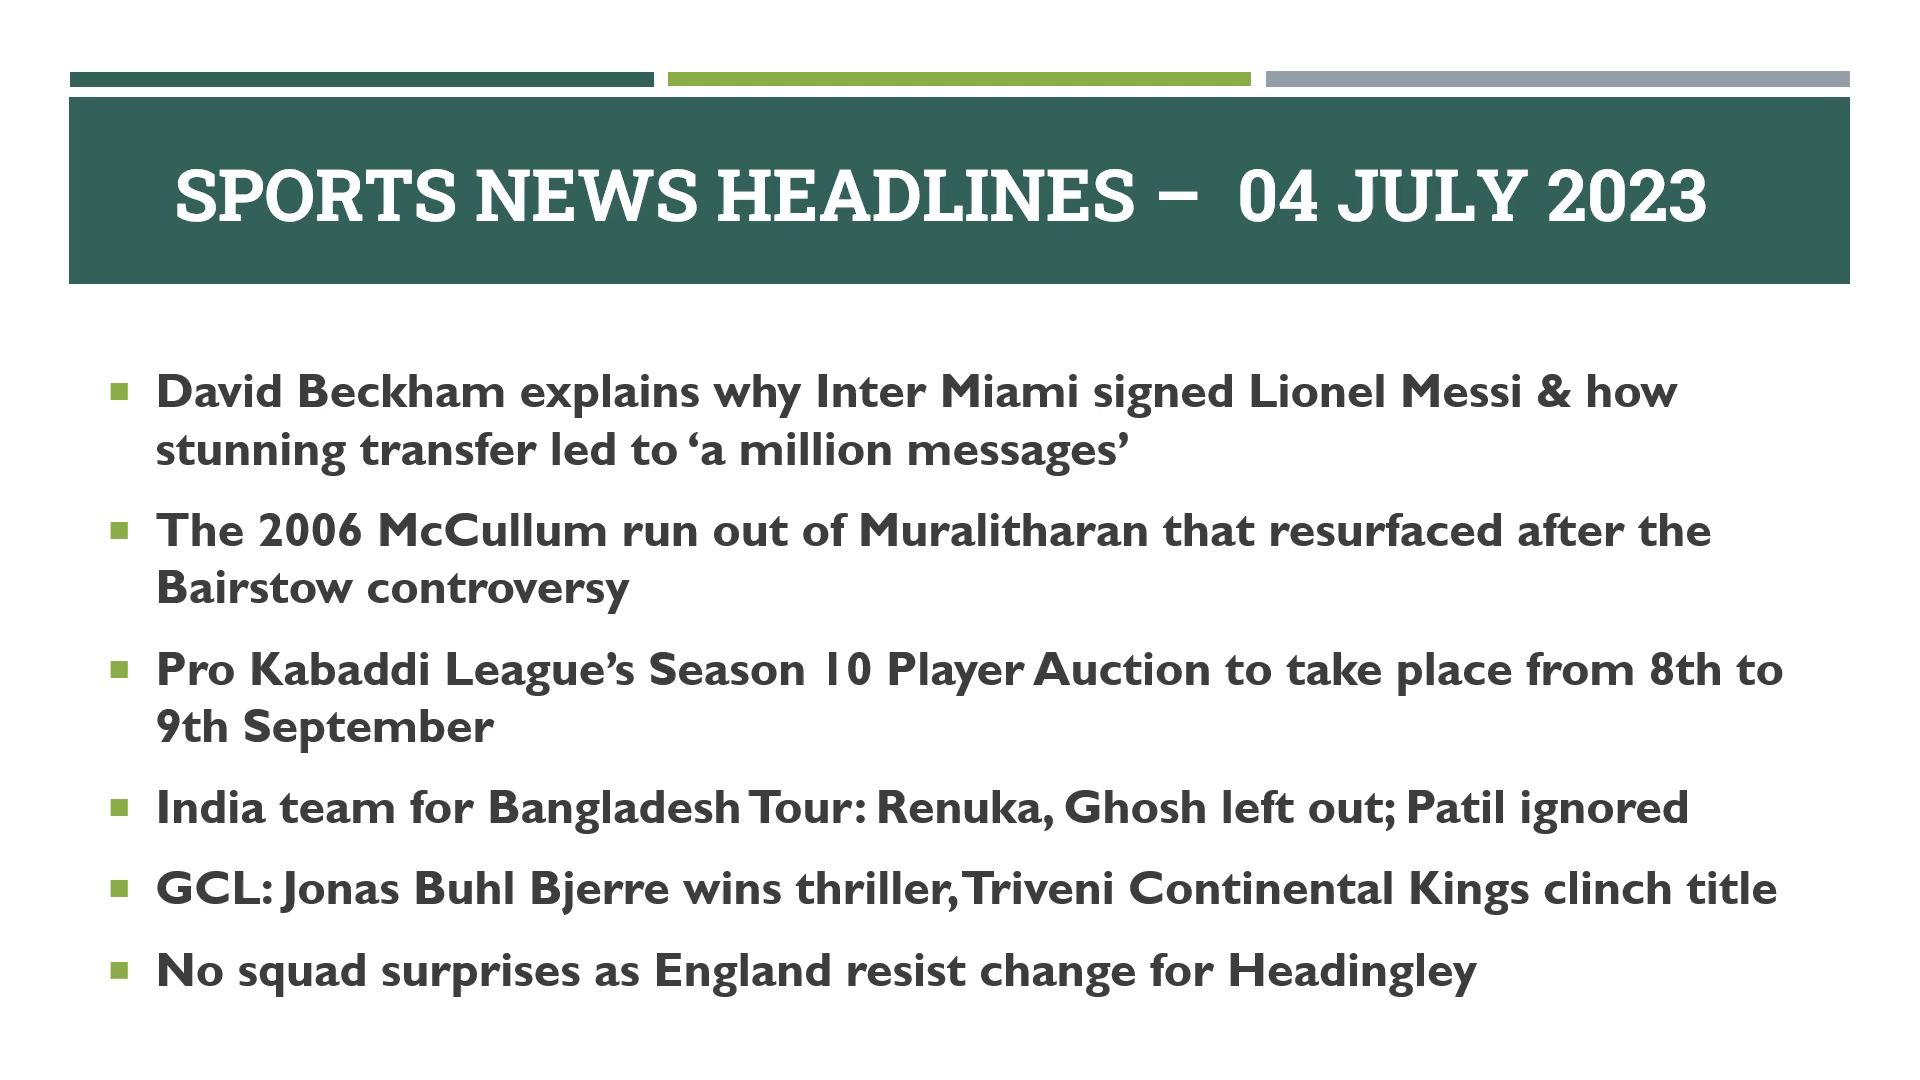 SPORTS NEWS HEADLINES – 04 JULY 2023
David Beckham explains why Inter Miami signed Lionel Messi & how
stunning transfer led to ‘a million messages’
The 2006 McCullum run out of Muralitharan that resurfaced after the
Bairstow controversy
Pro Kabaddi League’s Season 10 Player Auction to take place from 8th to
9th September
India team for Bangladesh Tour: Renuka, Ghosh left out; Patil ignored
GCL: Jonas Buhl Bjerre wins thriller, Triveni Continental Kings clinch title
No squad surprises as England resist change for Headingley